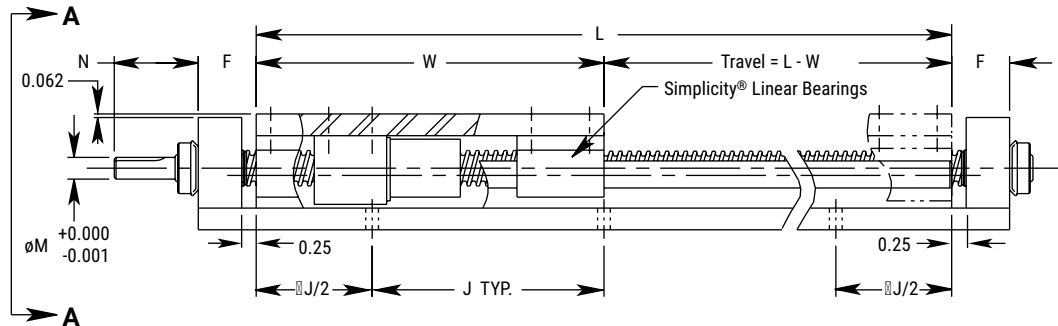 A
L
N
F
W
Travel = L - W
F
0.062
Simplicity® Linear Bearings
øM
+0.000
-0.001
0.25
0.25
J/2
J TYP.
J/2
A